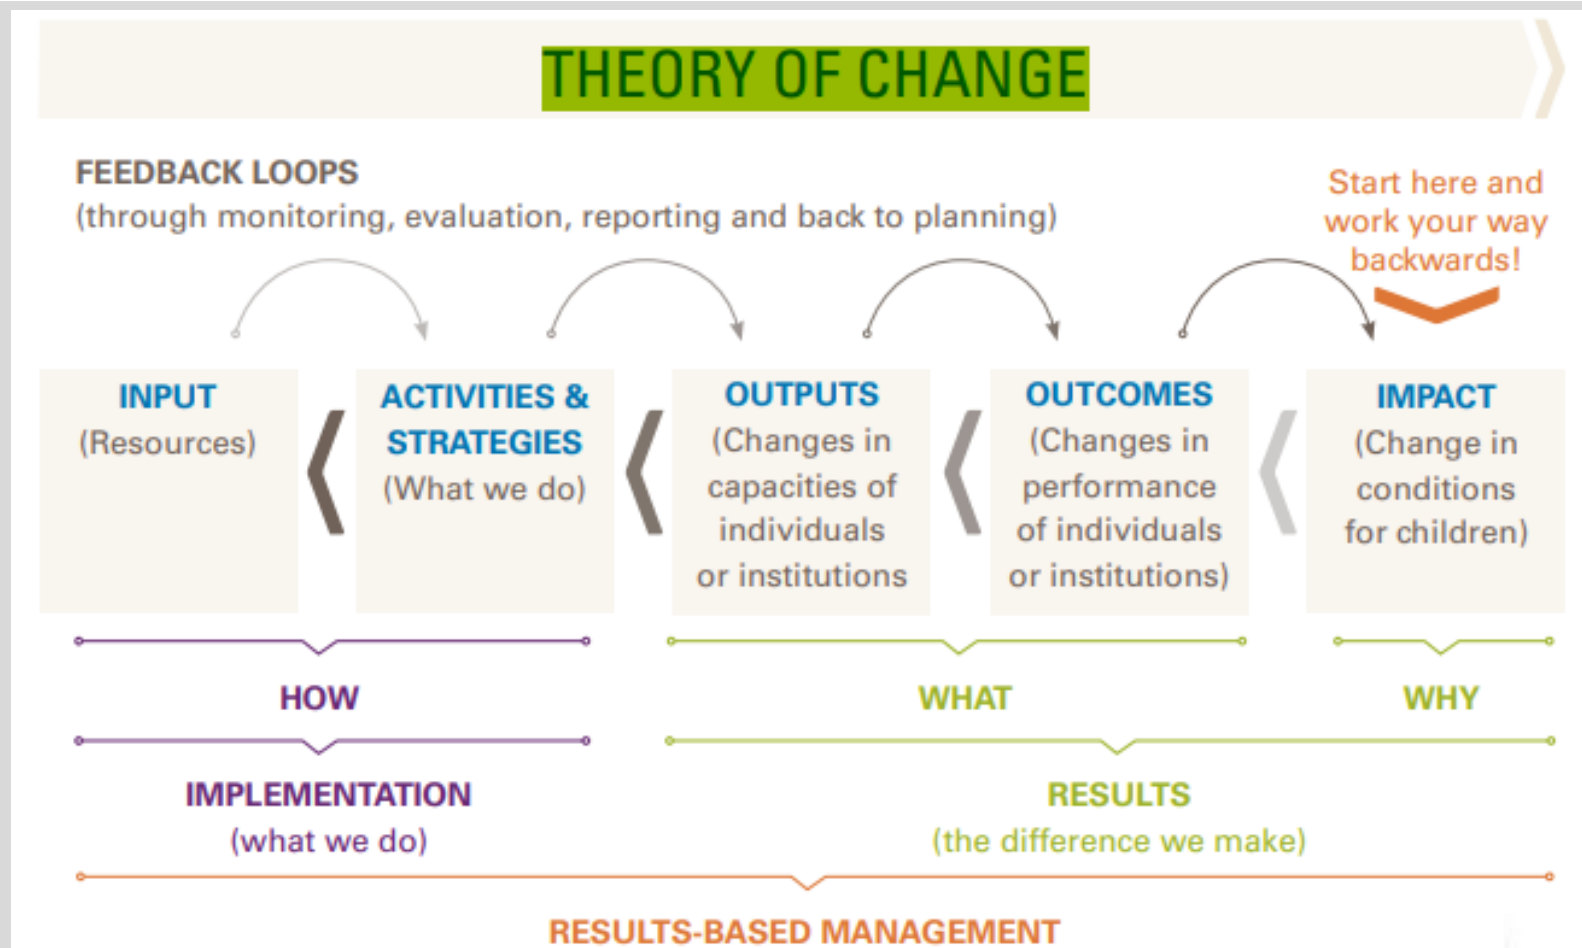 THEORY OF CHANGE
FEEDBACK LOOPS
(through monitoring, evaluation, reporting and back to planning)
Start here and
work your way
backwards!
INPUT
(Resources)
ACTIVITIES &
STRATEGIES
(What we do)
OUTPUTS
(Changes in
capacities of
individuals
or institutions
OUTCOMES
(Changes in
performance
of individuals
or institutions)
IMPACT
(Change in
conditions
for children)
HOW
WHAT
WHY
IMPLEMENTATION
(what we do)
RESULTS
(the difference we make)
RESULTS-BASED MANAGEMENT